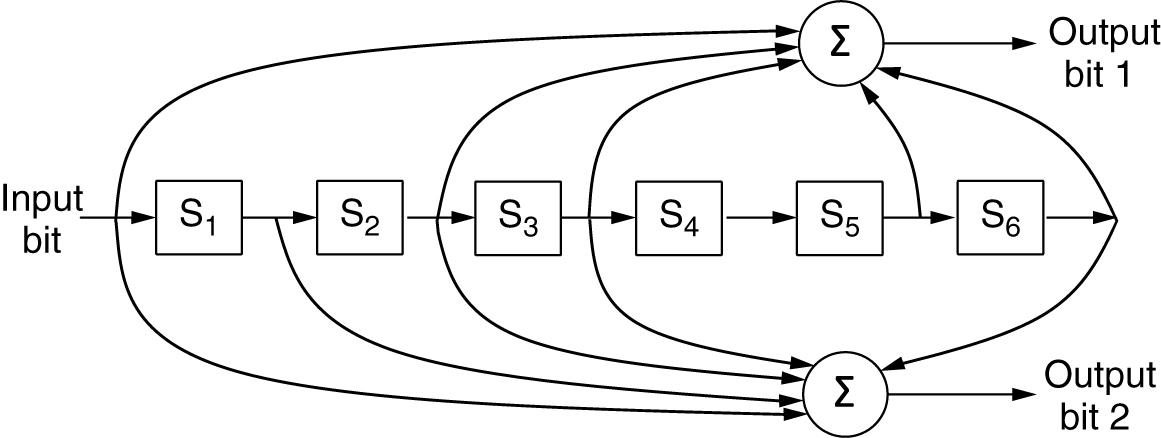 Σ
Output
bit 1
Input
bit
S1
S2
S3
S4
S5
S6
Σ
Output
bit 2